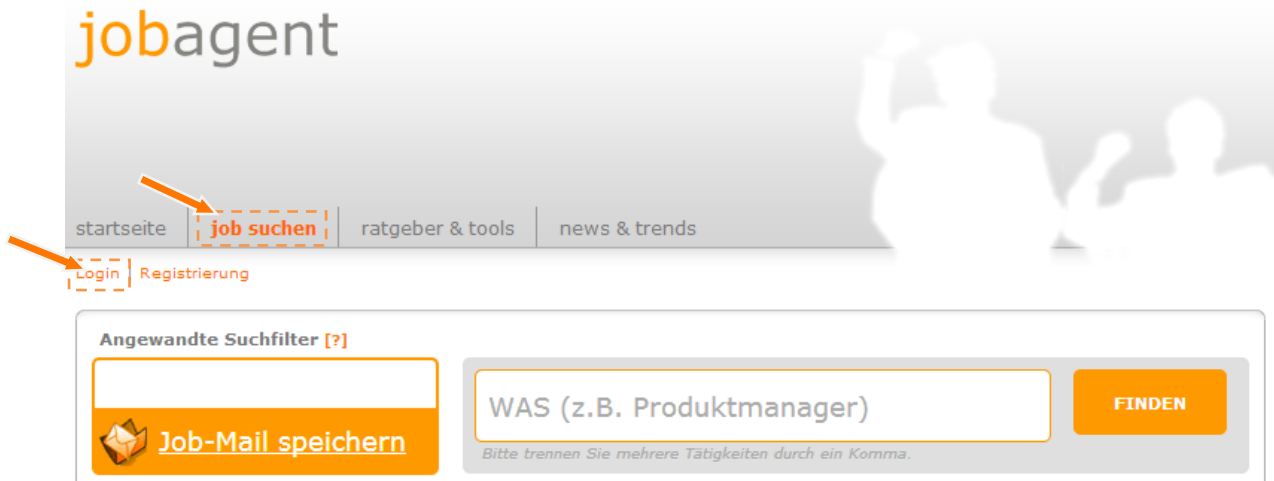 jobagent
startseite job suchen ratgeber & tools news & trends
Login Registrierung
Angewandte Suchfilter [?]
WAS (z.B. Produktmanager) FINDEN
Job-Mail speichern
Bitte trennen Sie mehrere Tätigkeiten durch ein Komma.